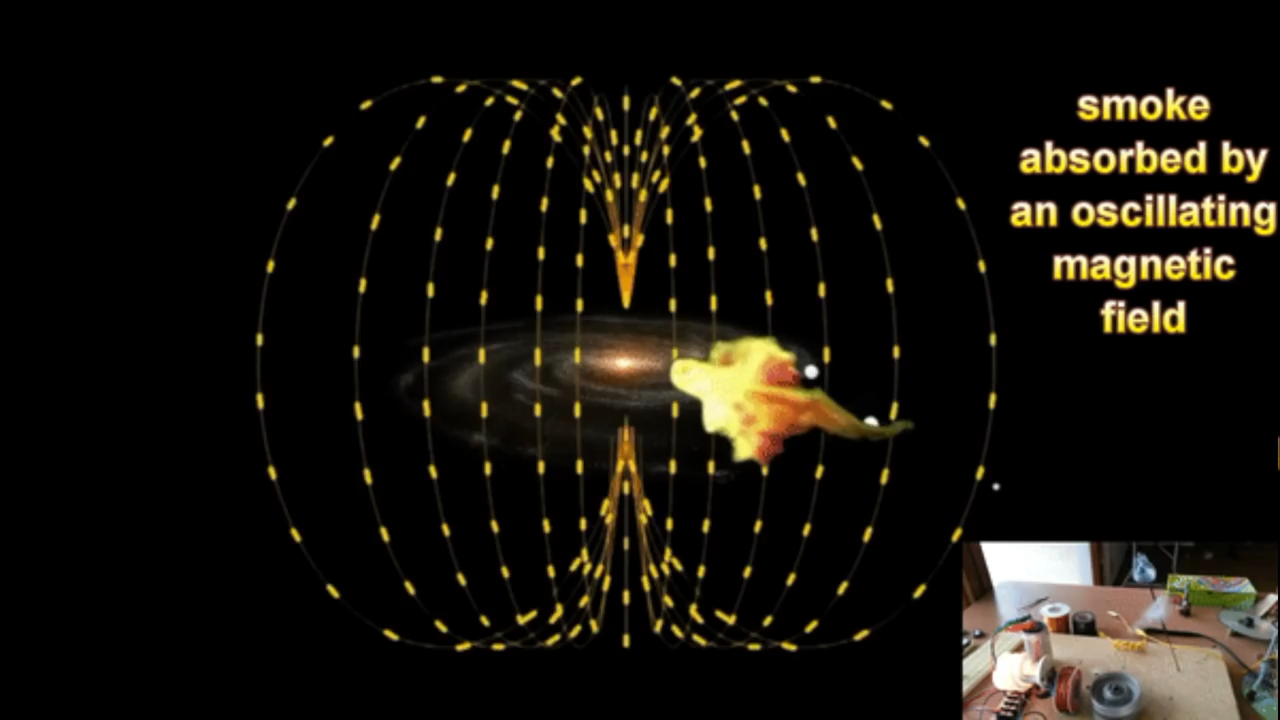 smoke
absorbed by
an oscillating
magnetic
field